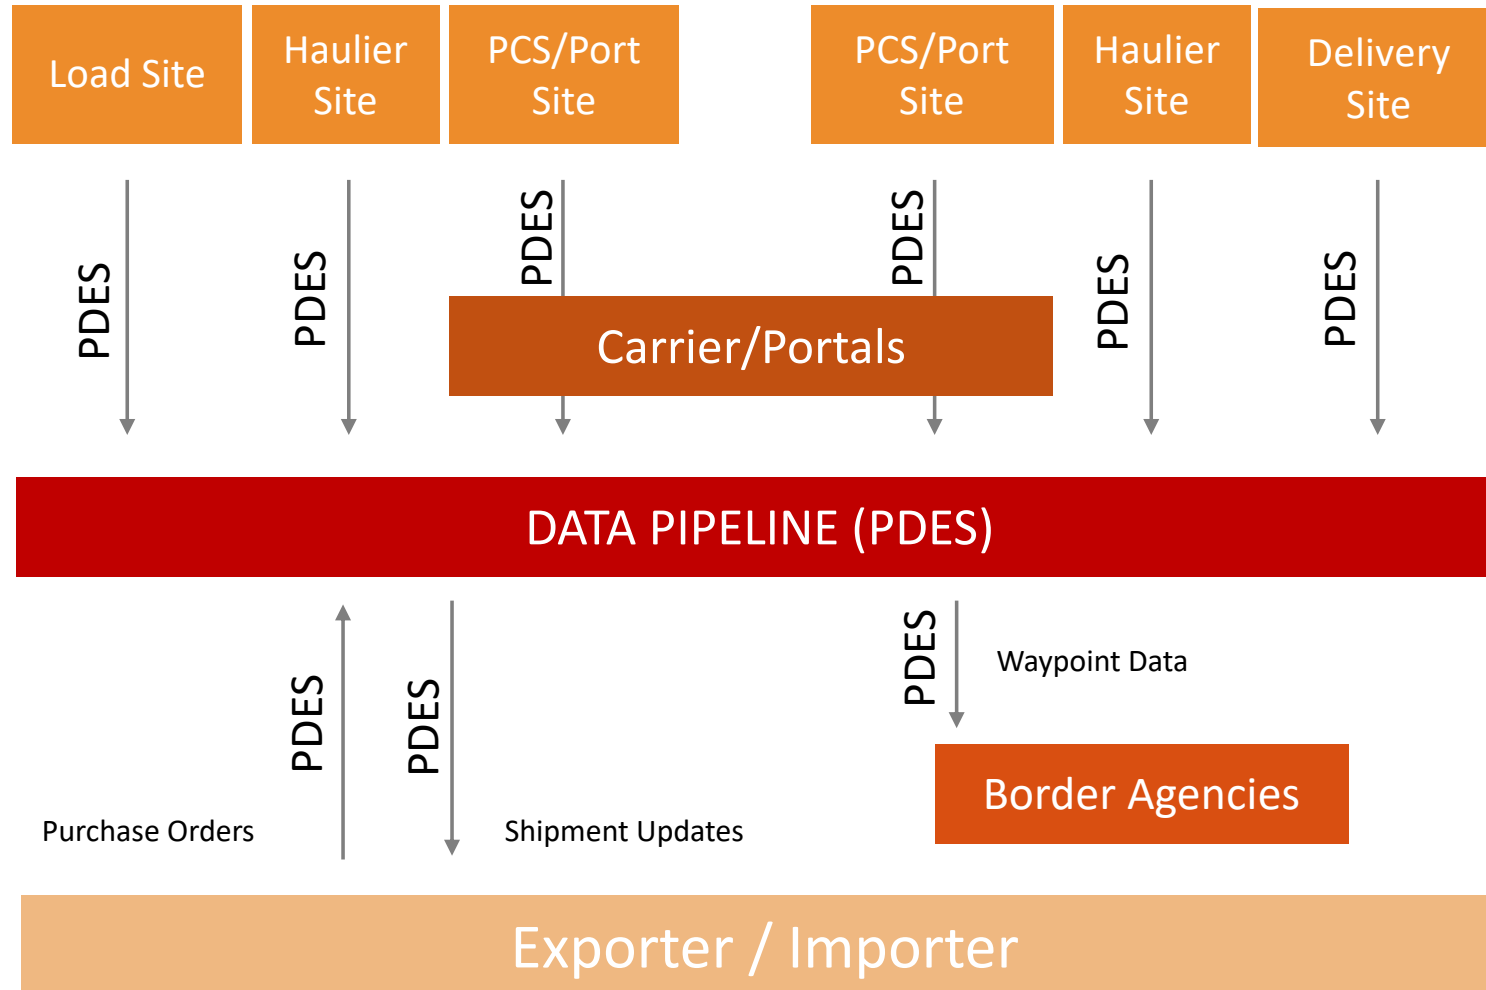 Load Site
Haulier
Site
PCS/Port
Site
PCS/Port
Site
Haulier
Site
Delivery
Site
PDES
PDES
PDES
PDES
PDES
PDES
Carrier/Portals
DATA PIPELINE (PDES)
PDES
PDES
PDES
Waypoint Data
Border Agencies
Purchase Orders
Shipment Updates
Exporter / Importer